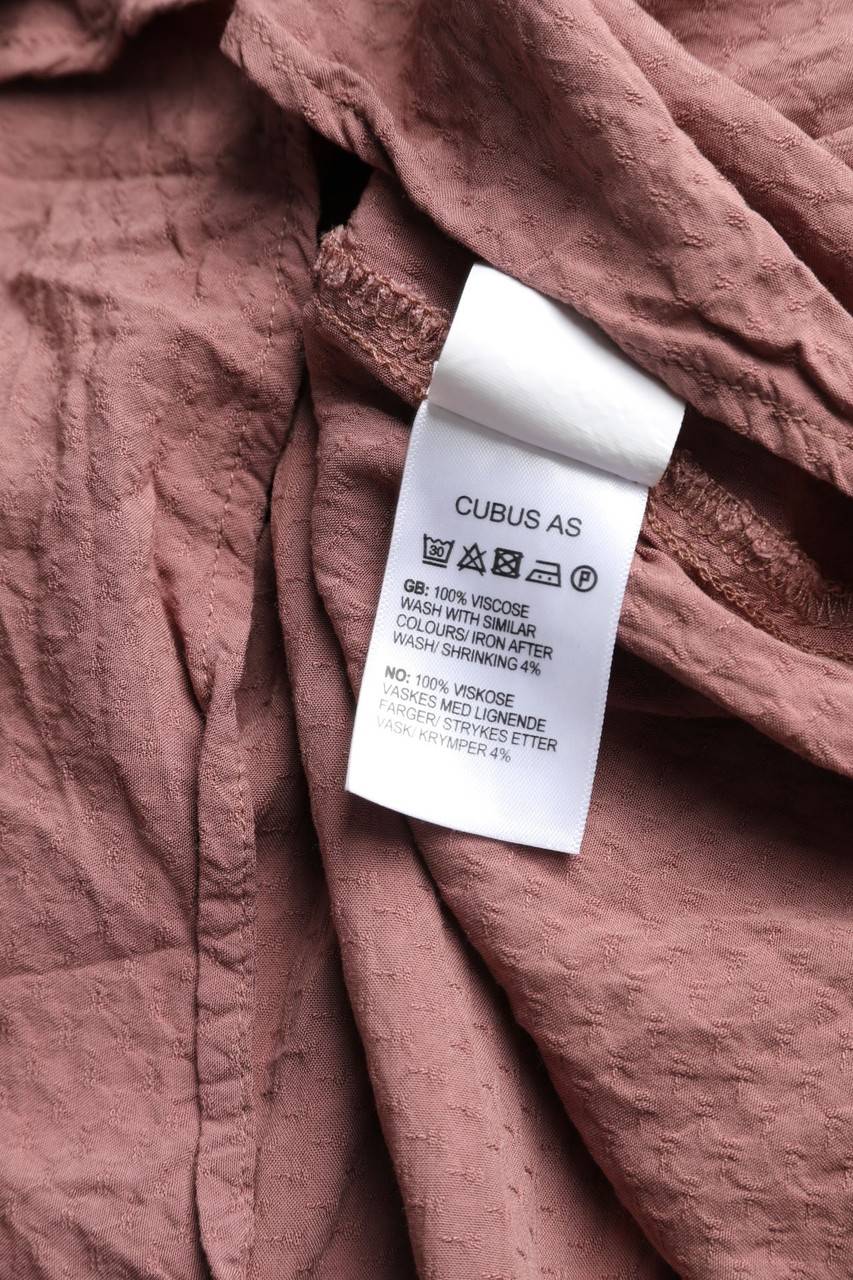 CUBUS AS
30 P
GB: 100% VISCOSE
WASH WITH SIMILAR
COLOURS/ IRON AFTER
WASH/ SHRINKING 4%
NO: 100% VISKOSE
VASKES MED LIGNENDE
FARGER/ STRYKES ETTER
VASK/ KRYMPER 4%